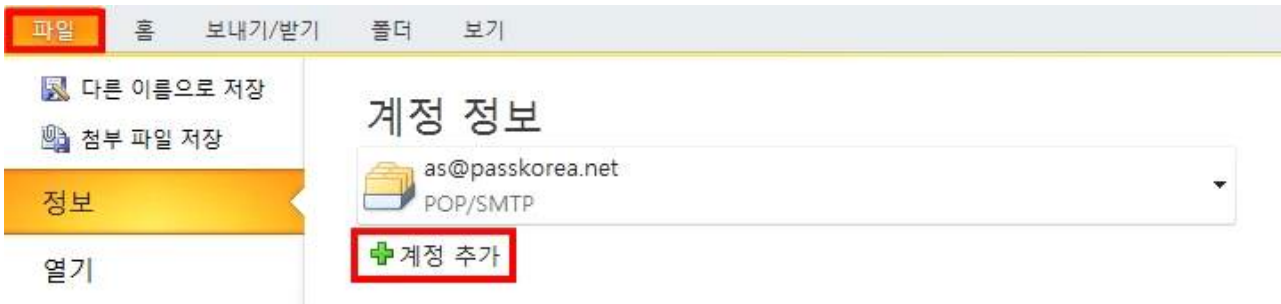 파일 홈 보내기/받기 폴더 보기
다른 이름으로 저장
첨부 파일 저장
정보
열기
계정 정보
as@passkorea.net
POP/SMTP
계정 추가